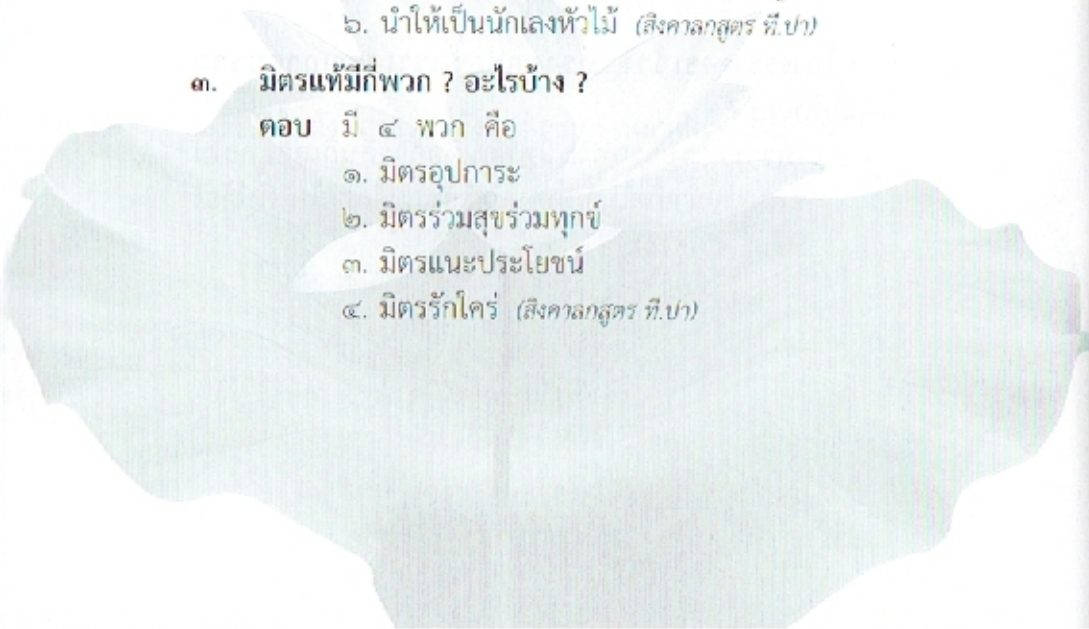 ๖. นำให้เป็นนักเลงหัวไม้ (สิงคาลกสูตร ที.ปา)
๓. มิตรแท้มีกี่พวก ? อะไรบ้าง ?
ตอบ มี ๔ พวก คือ
๑. มิตรอุปการะ
๒. มิตรร่วมสุขร่วมทุกข์
๓. มิตรแนะประโยชน์
๔. มิตรรักใคร่ (สิงคาลกสูตร ที.ปา)